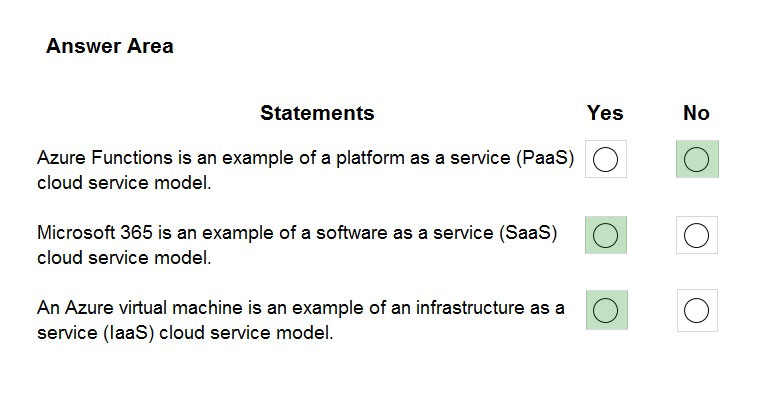 Answer Area
Statements Yes No
Azure Functions is an example of a platform as a service (PaaS)
cloud service model.
Microsoft 365 is an example of a software as a service (SaaS)
cloud service model.
An Azure virtual machine is an example of an infrastructure as a
service (IaaS) cloud service model.